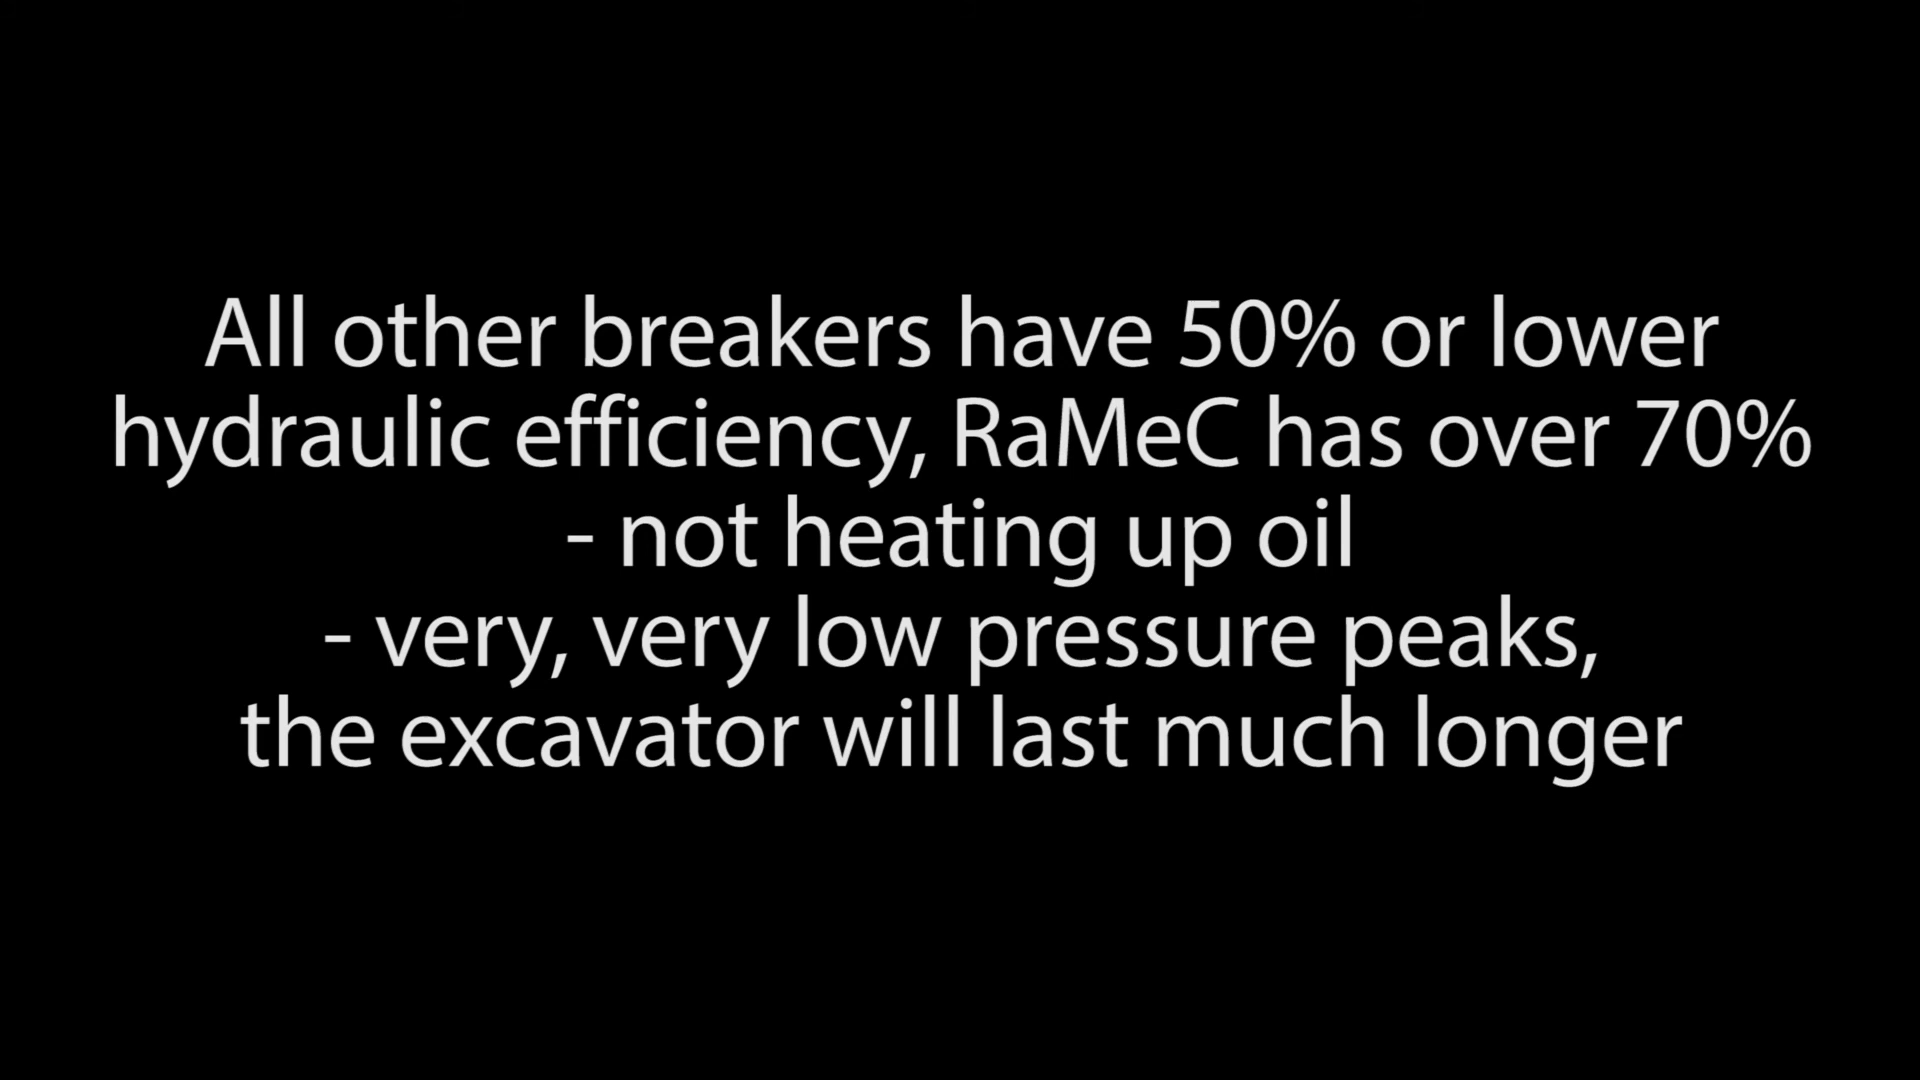 All other breakers have 50% or lower
hydraulic efficiency, RaMeC has over 70%
- not heating up oil
- very, very low pressure peaks,
the excavator will last much longer